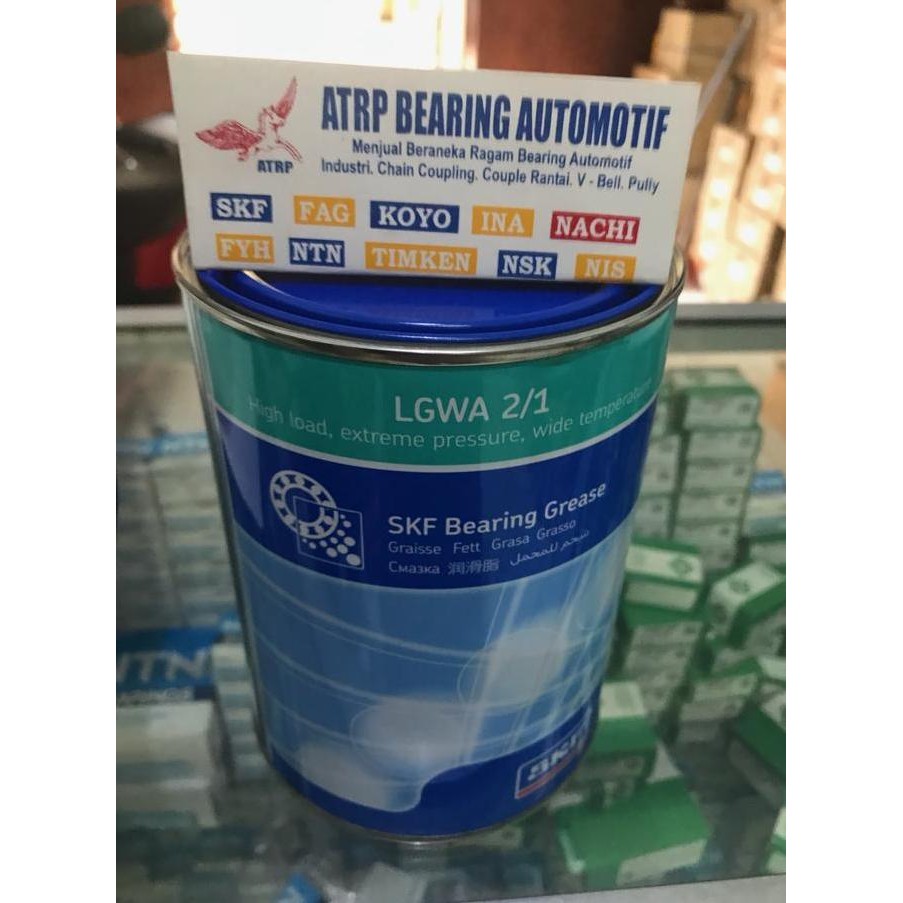 ATRP BEARING AUTOMOTIF
Menjual Beraneka Ragam Bearing Automotif
Industri. Chain Coupling. Couple Rantai. V - Bell. Pully
ATRP
SKF FAG KOYO INA NACHI
FYH NTN TIMKEN NSK NIS
LGWA 2/1
High load, extreme pressure, wide temperature
SKF Bearing Grease
Graisse Fett Grasa Grasso
Смазка 润滑脂 شحم للمحمل
NTN
SKF